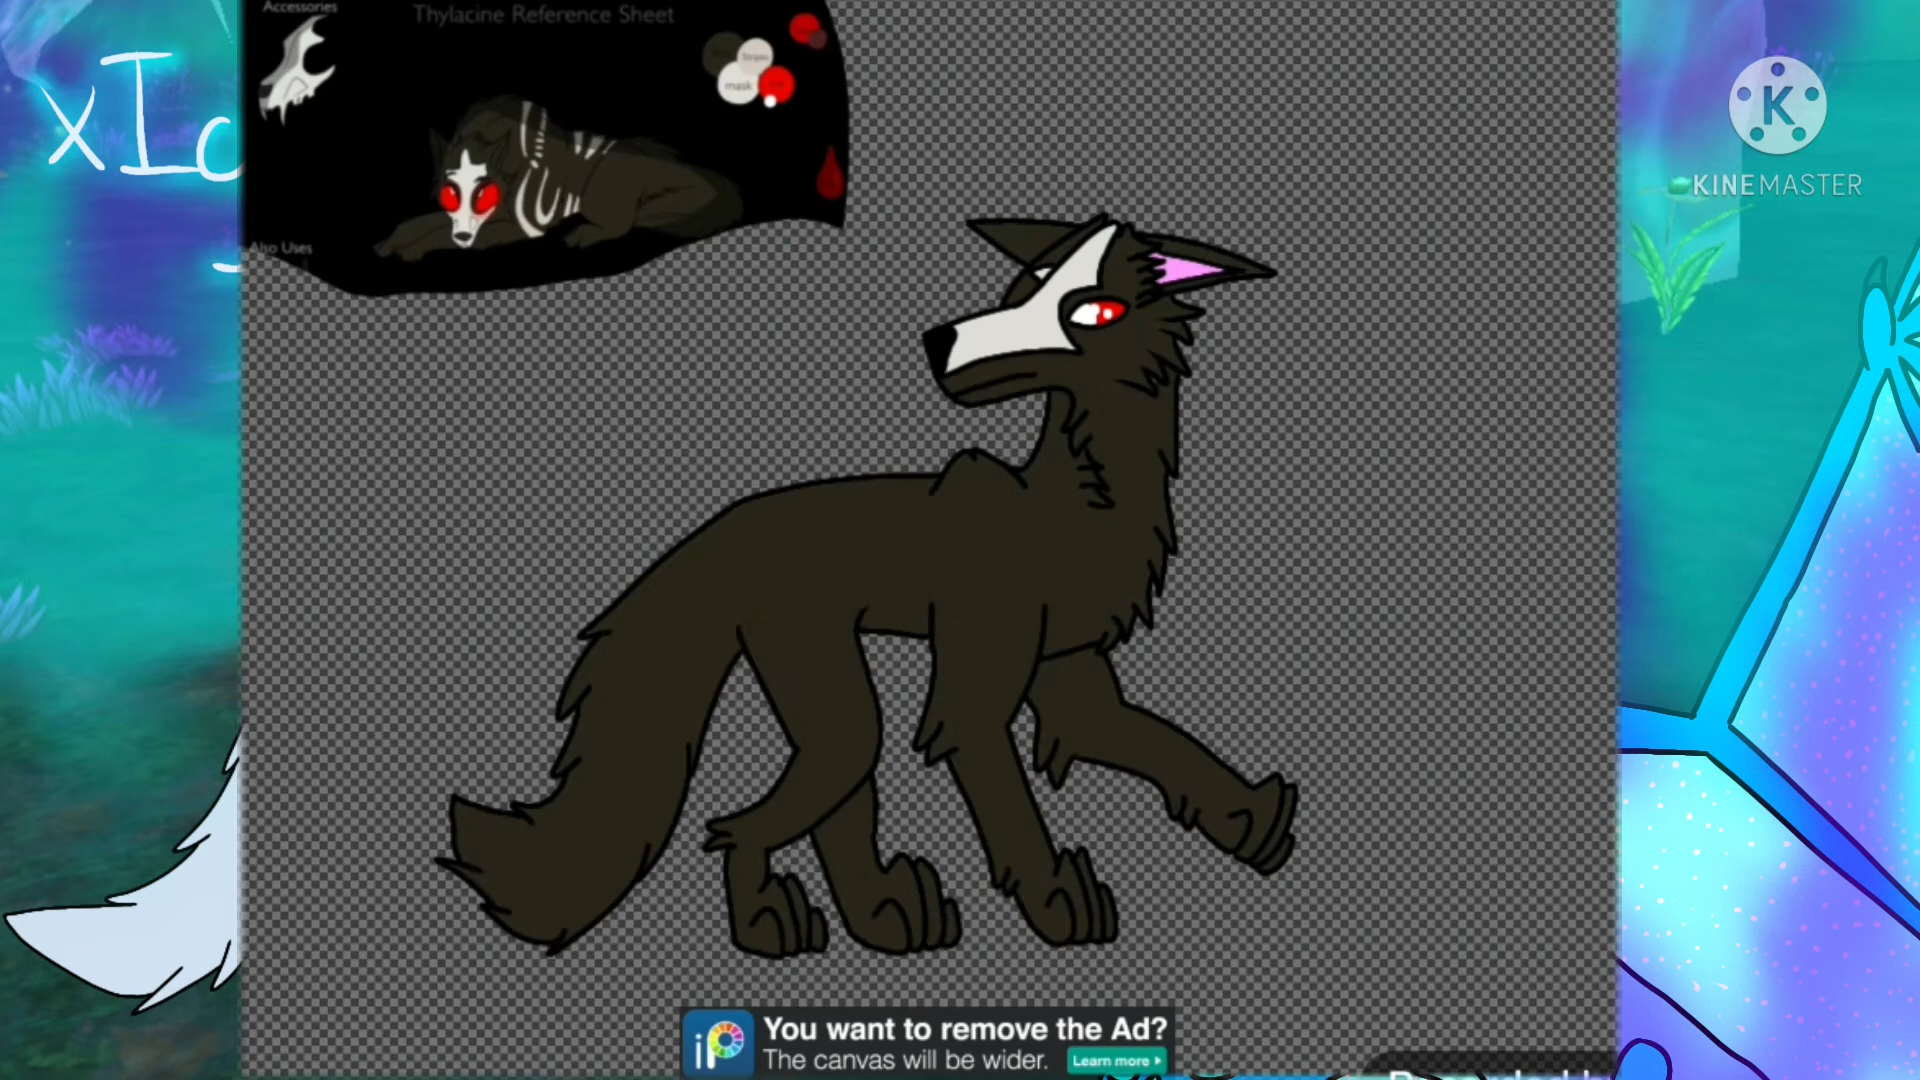 Accessories
Thylacine Reference Sheet
xIg
Stripes
mask
Also Uses
KINEMASTER
You want to remove the Ad?
The canvas will be wider.
Learn more